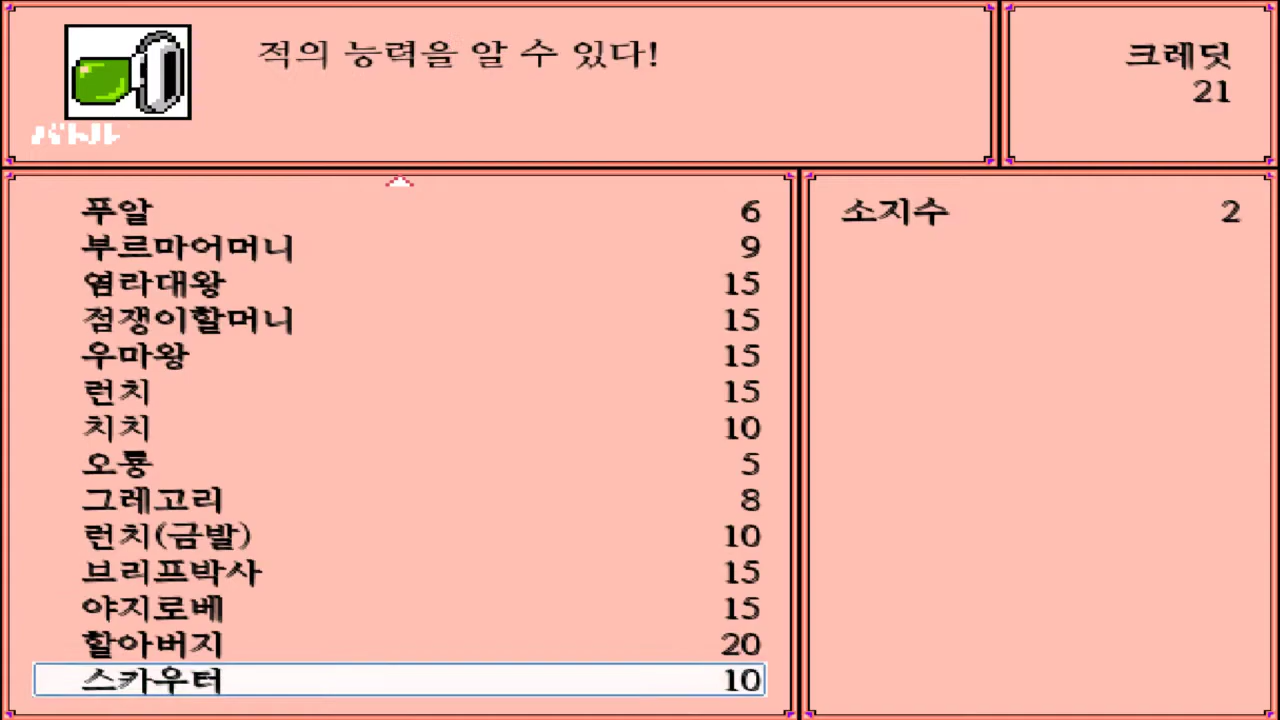 적의 능력을 알 수 있다!
バトル
크레딧
21
푸알 6
부르마어머니 9
염라대왕 15
점쟁이할머니 15
우마왕 15
런치 15
치치 10
오룡 5
그레고리 8
런치(금발) 10
브리프박사 15
야지로베 15
할아버지 20
스카우터 10
소지수 2